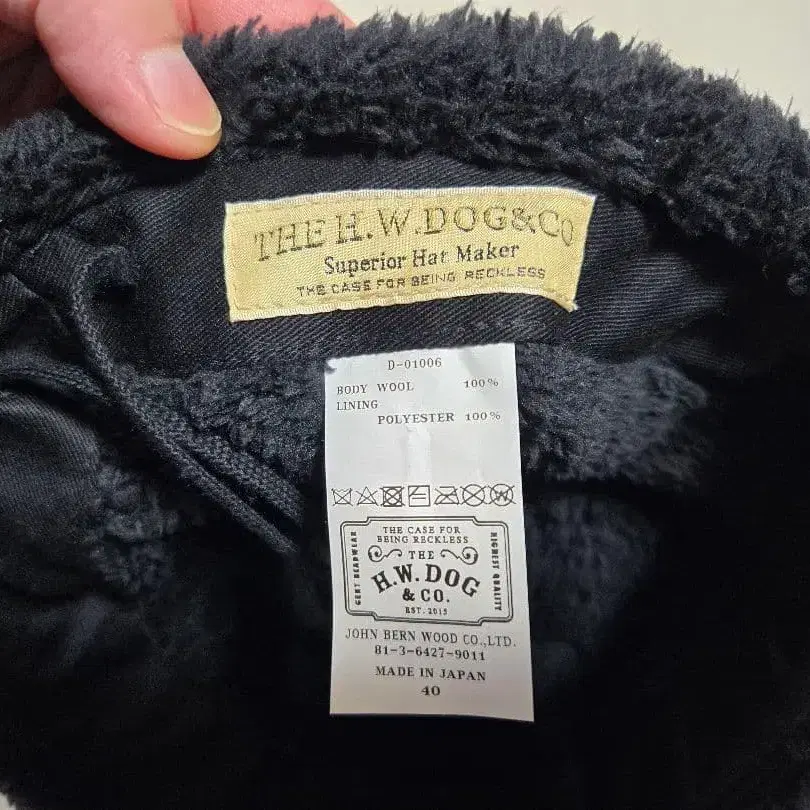 THE H.W.DOG&CO
Superior Hat Maker
THE CASE FOR BEING RECKLESS
D-01006
BODY WOOL 100%
LINING
POLYESTER 100%
THE CASE FOR
BEING RECKLESS
THE
H.W. DOG
& CO.
EST. 2015
GENT HEADWEAR
HIGHEST QUALITY
JOHN BERN WOOD CO.,LTD.
81-3-6427-9011
MADE IN JAPAN
40